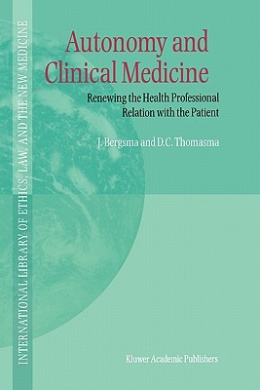 INTERNATIONAL LIBRARY OF ETHICS, LAW, AND THE NEW MEDICINE
Autonomy and
Clinical Medicine
Renewing the Health Professional
Relation with the Patient
J. Bergsma and D.C. Thomasma
Kluwer Academic Publishers